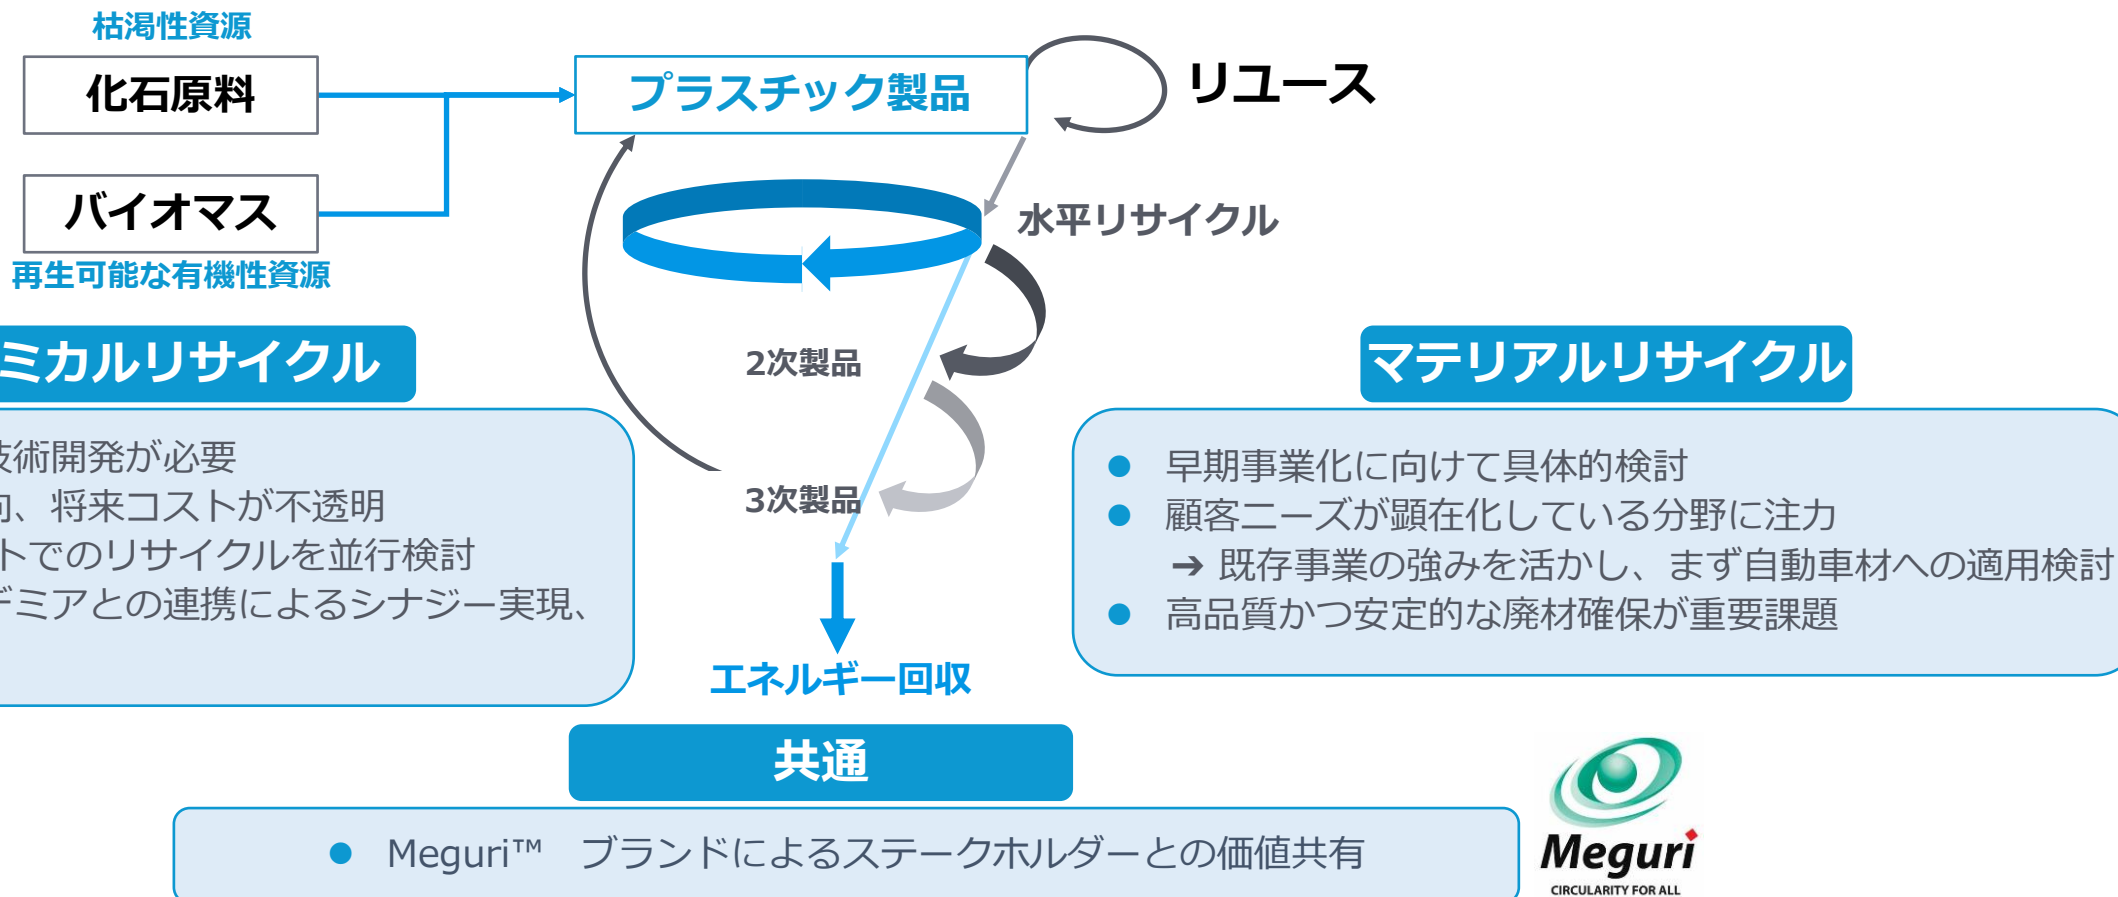 枯渇性資源
化石原料
バイオマス
再生可能な有機性資源
プラスチック製品
リユース
水平リサイクル
2次製品
3次製品
エネルギー回収
ミカルリサイクル
技術開発が必要
向、将来コストが不透明
トでのリサイクルを並行検討
デミアとの連携によるシナジー実現、
マテリアルリサイクル
● 早期事業化に向けて具体的検討
● 顧客ニーズが顕在化している分野に注力
➔ 既存事業の強みを活かし、まず自動車材への適用検討
● 高品質かつ安定的な廃材確保が重要課題
共通
● Meguri™ ブランドによるステークホルダーとの価値共有
Meguri
CIRCULARITY FOR ALL